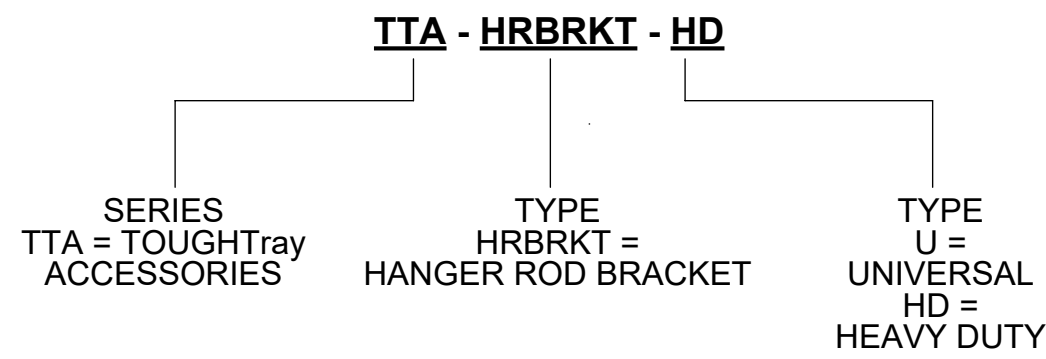 TTA - HRBRKT - HD
SERIES
TTA = TOUGHTray
ACCESSORIES
TYPE
HRBRKT =
HANGER ROD BRACKET
TYPE
U =
UNIVERSAL
HD =
HEAVY DUTY